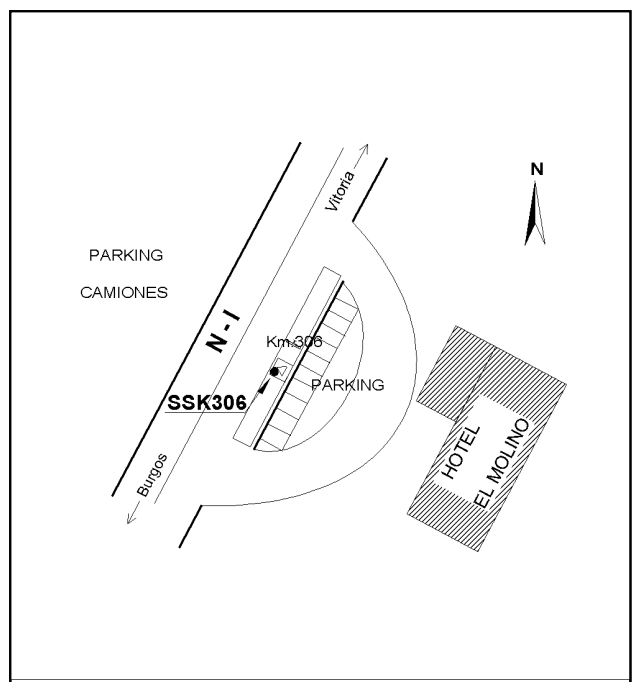 N
Vitoria
PARKING
CAMIONES
N - I
Km.306
PARKING
SSK306
HOTEL
EL MOLINO
Burgos